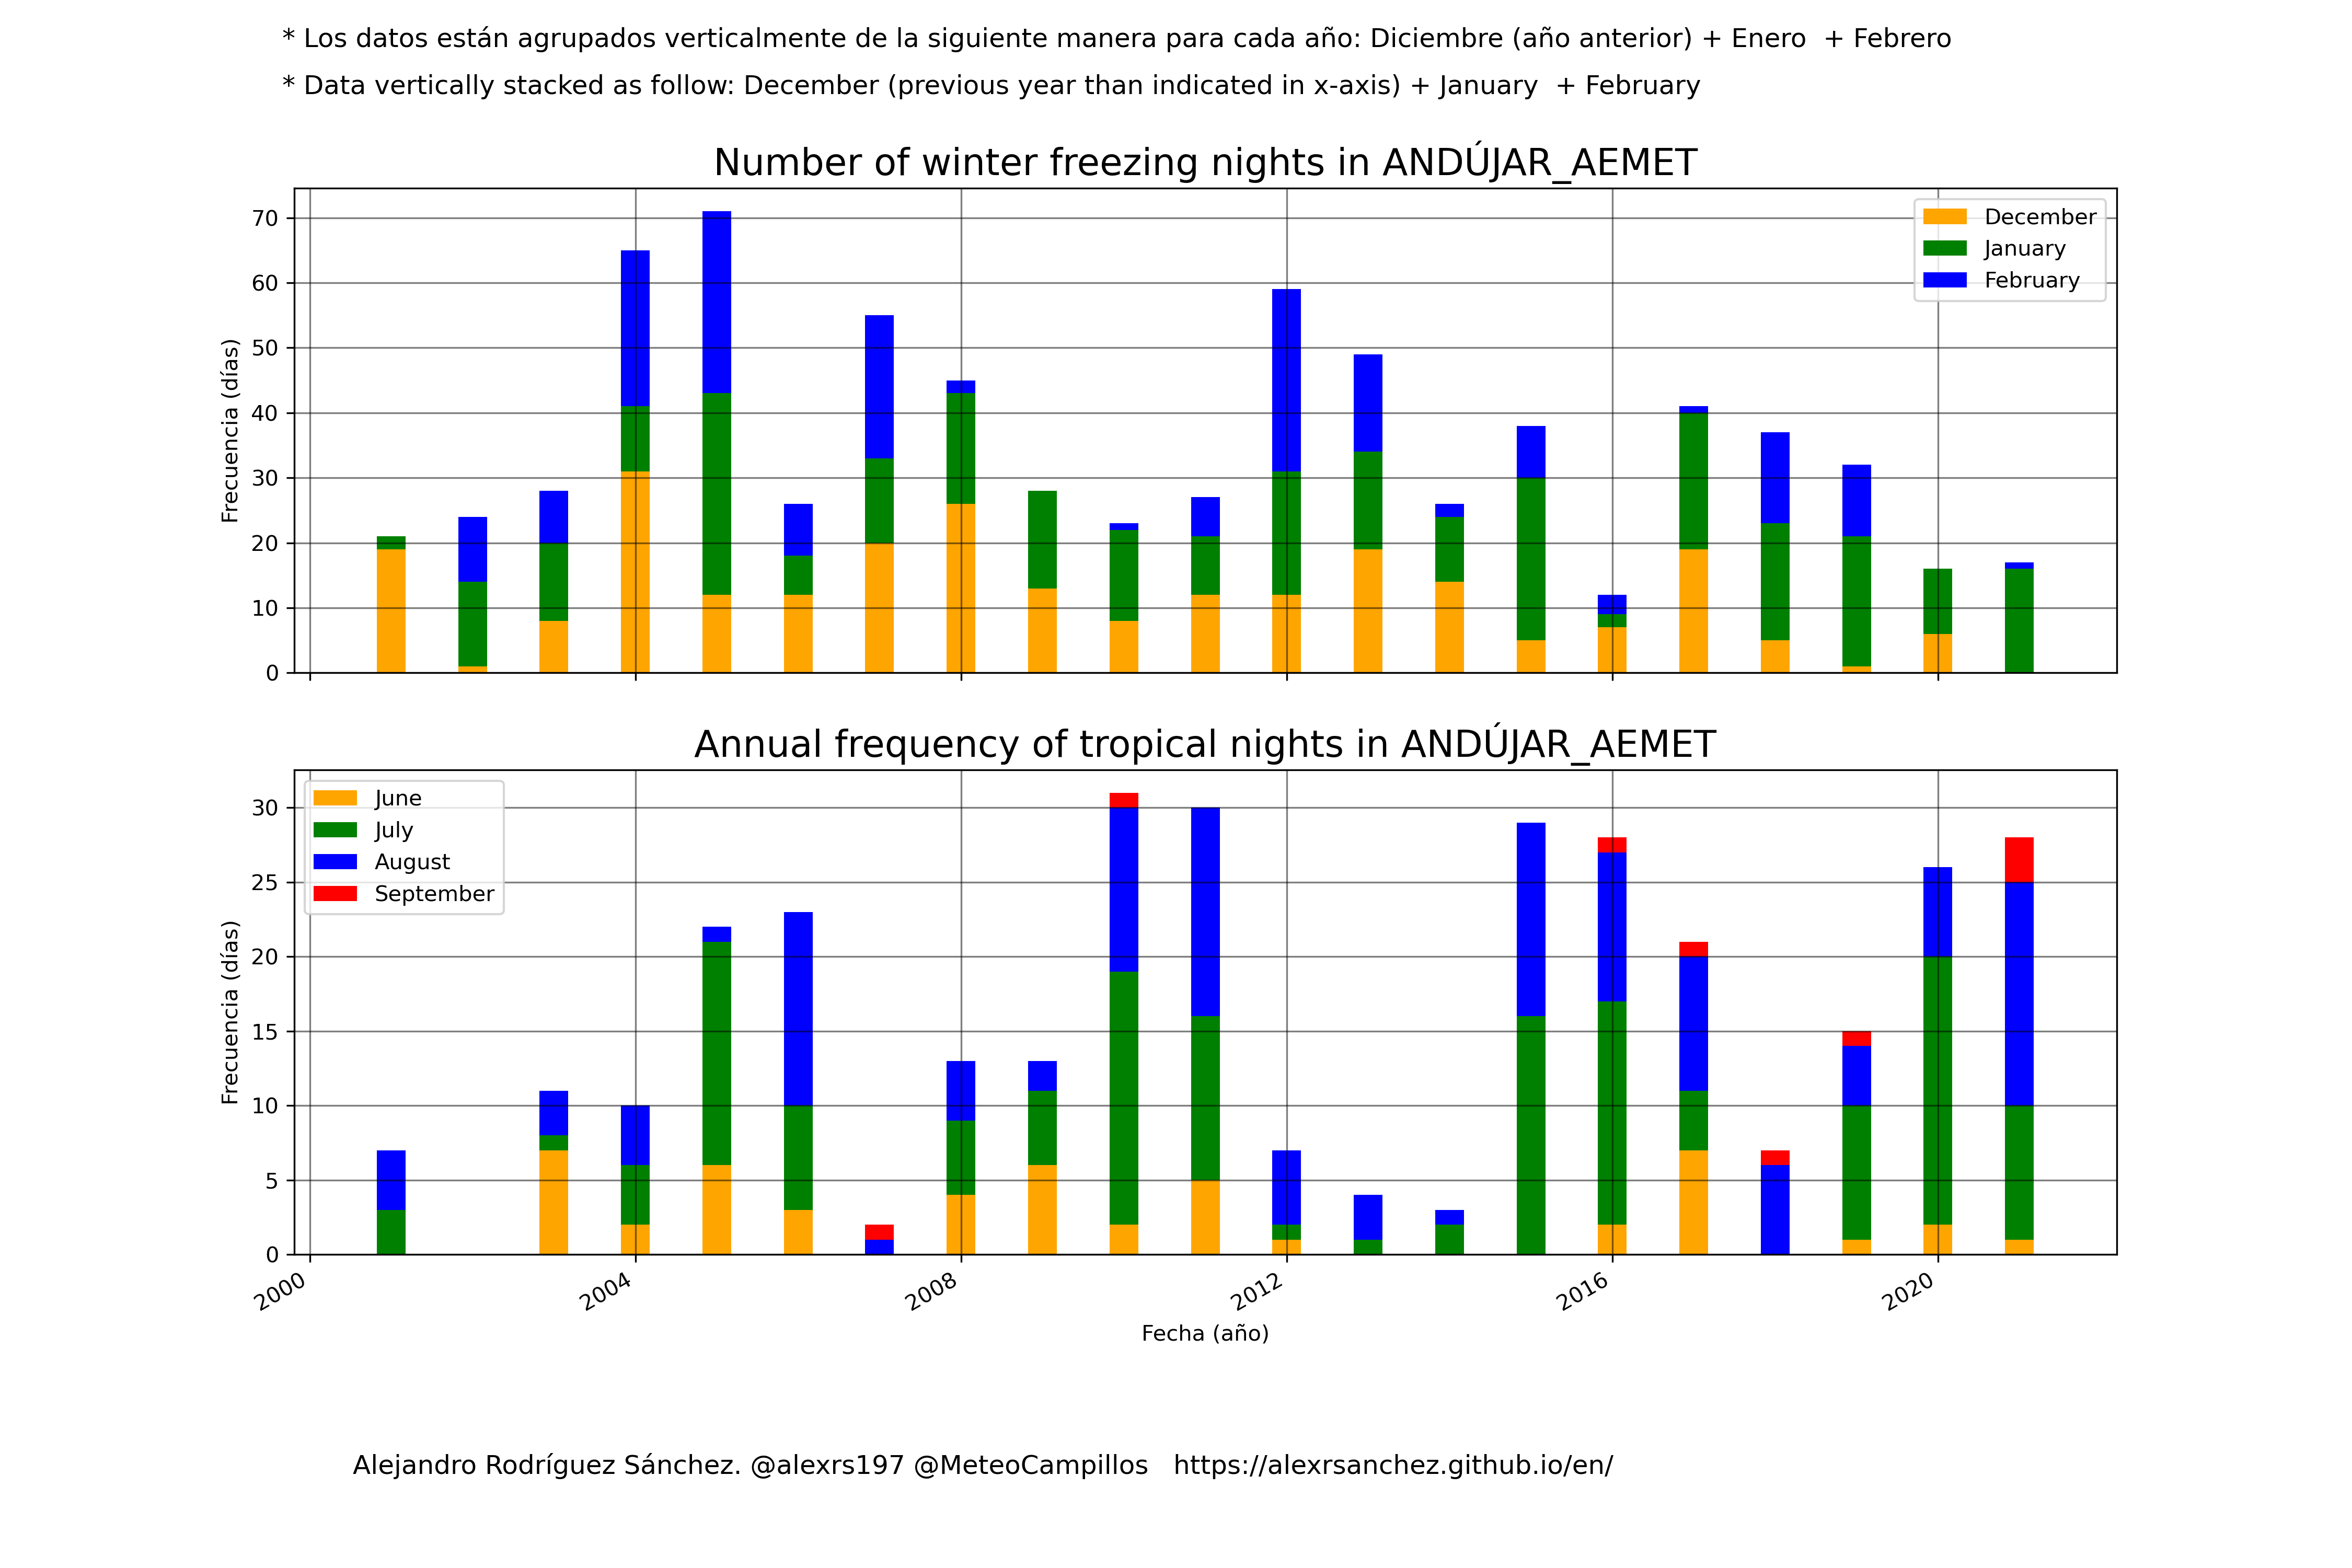 * Los datos están agrupados verticalmente de la siguiente manera para cada año: Diciembre (año anterior) + Enero  + Febrero
* Data vertically stacked as follow: December (previous year than indicated in x-axis) + January  + February
Number of winter freezing nights in ANDÚJAR_AEMET
70
60
50
40
30
20
10
0
Frecuencia (días)
December
January
February
Annual frequency of tropical nights in ANDÚJAR_AEMET
30
25
20
15
10
5
0
Frecuencia (días)
June
July
August
September
2000
2004
2008
2012
2016
2020
Fecha (año)
Alejandro Rodríguez Sánchez. @alexrs197 @MeteoCampillos   https://alexrsanchez.github.io/en/